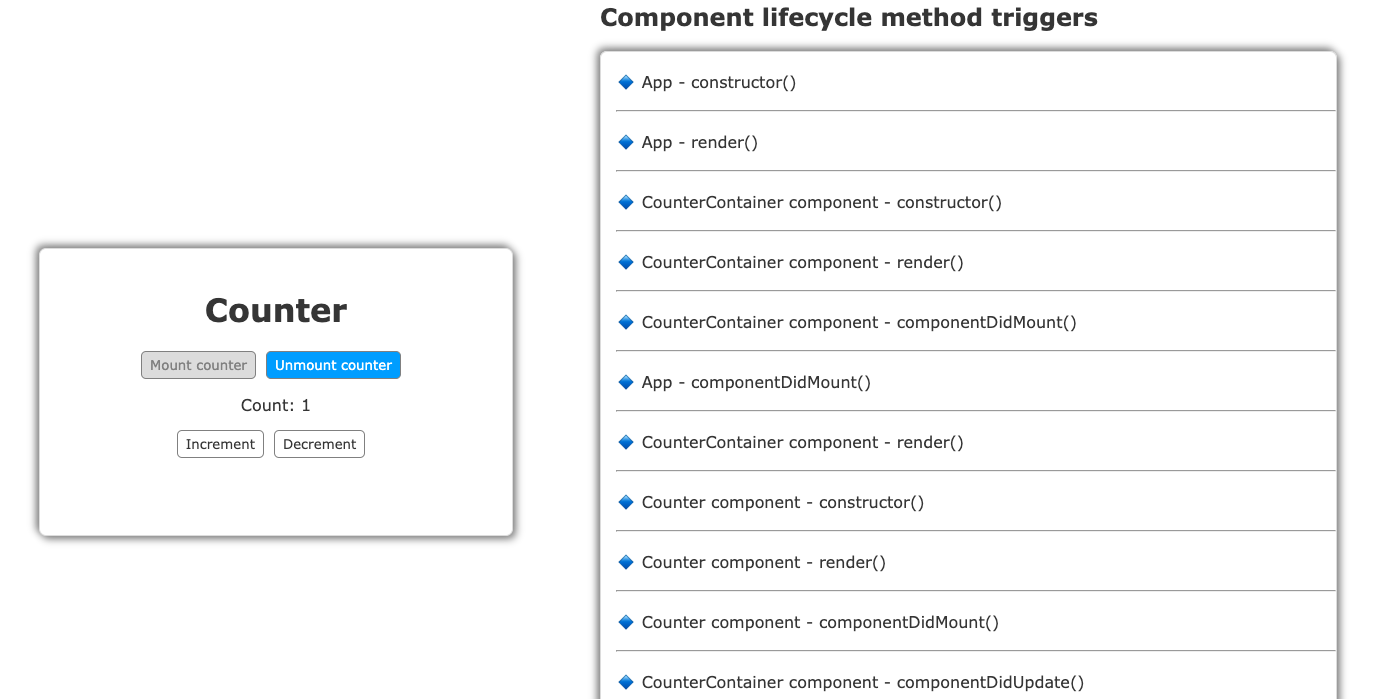 Component lifecycle method triggers
App - constructor()
App - render()
CounterContainer component - constructor()
CounterContainer component - render()
CounterContainer component - componentDidMount()
App - componentDidMount()
CounterContainer component - render()
Counter component - constructor()
Counter component - render()
Counter component - componentDidMount()
CounterContainer component - componentDidUpdate()
Counter
Mount counter Unmount counter
Count: 1
Increment Decrement